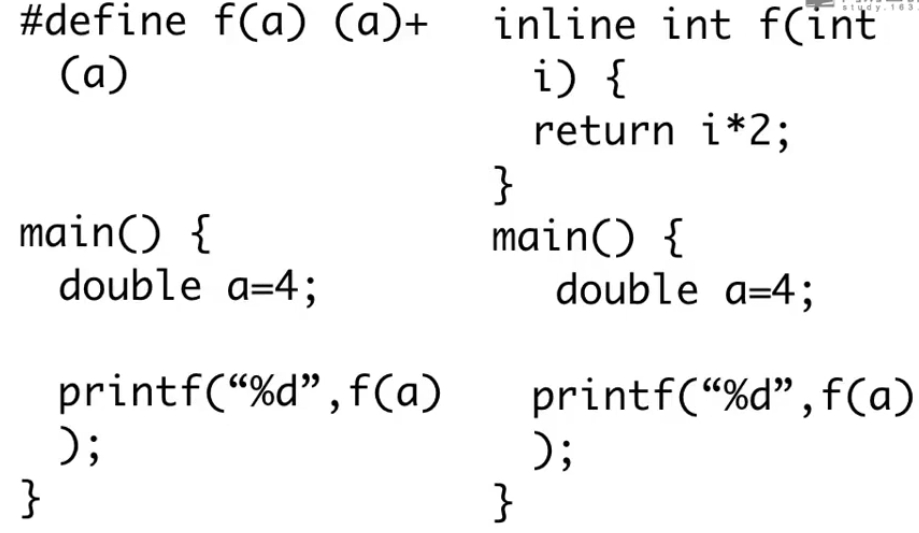 #define f(a) (a)+
(a)
main() {
double a=4;
printf(“%d”,f(a)
);
}
inline int f(int
i) {
return i*2;
}
main() {
double a=4;
printf(“%d”,f(a)
);
}